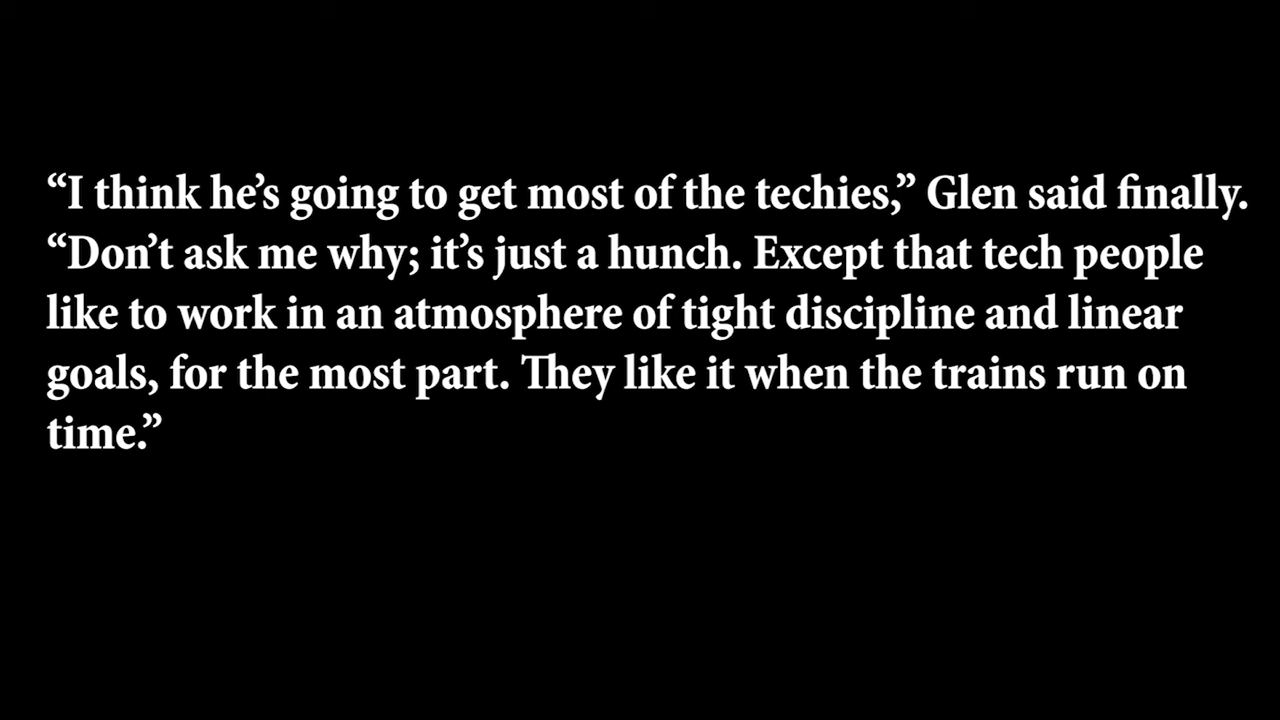 “I think he’s going to get most of the techies,” Glen said finally.
“Don’t ask me why; it’s just a hunch. Except that tech people
like to work in an atmosphere of tight discipline and linear
goals, for the most part. They like it when the trains run on
time.”